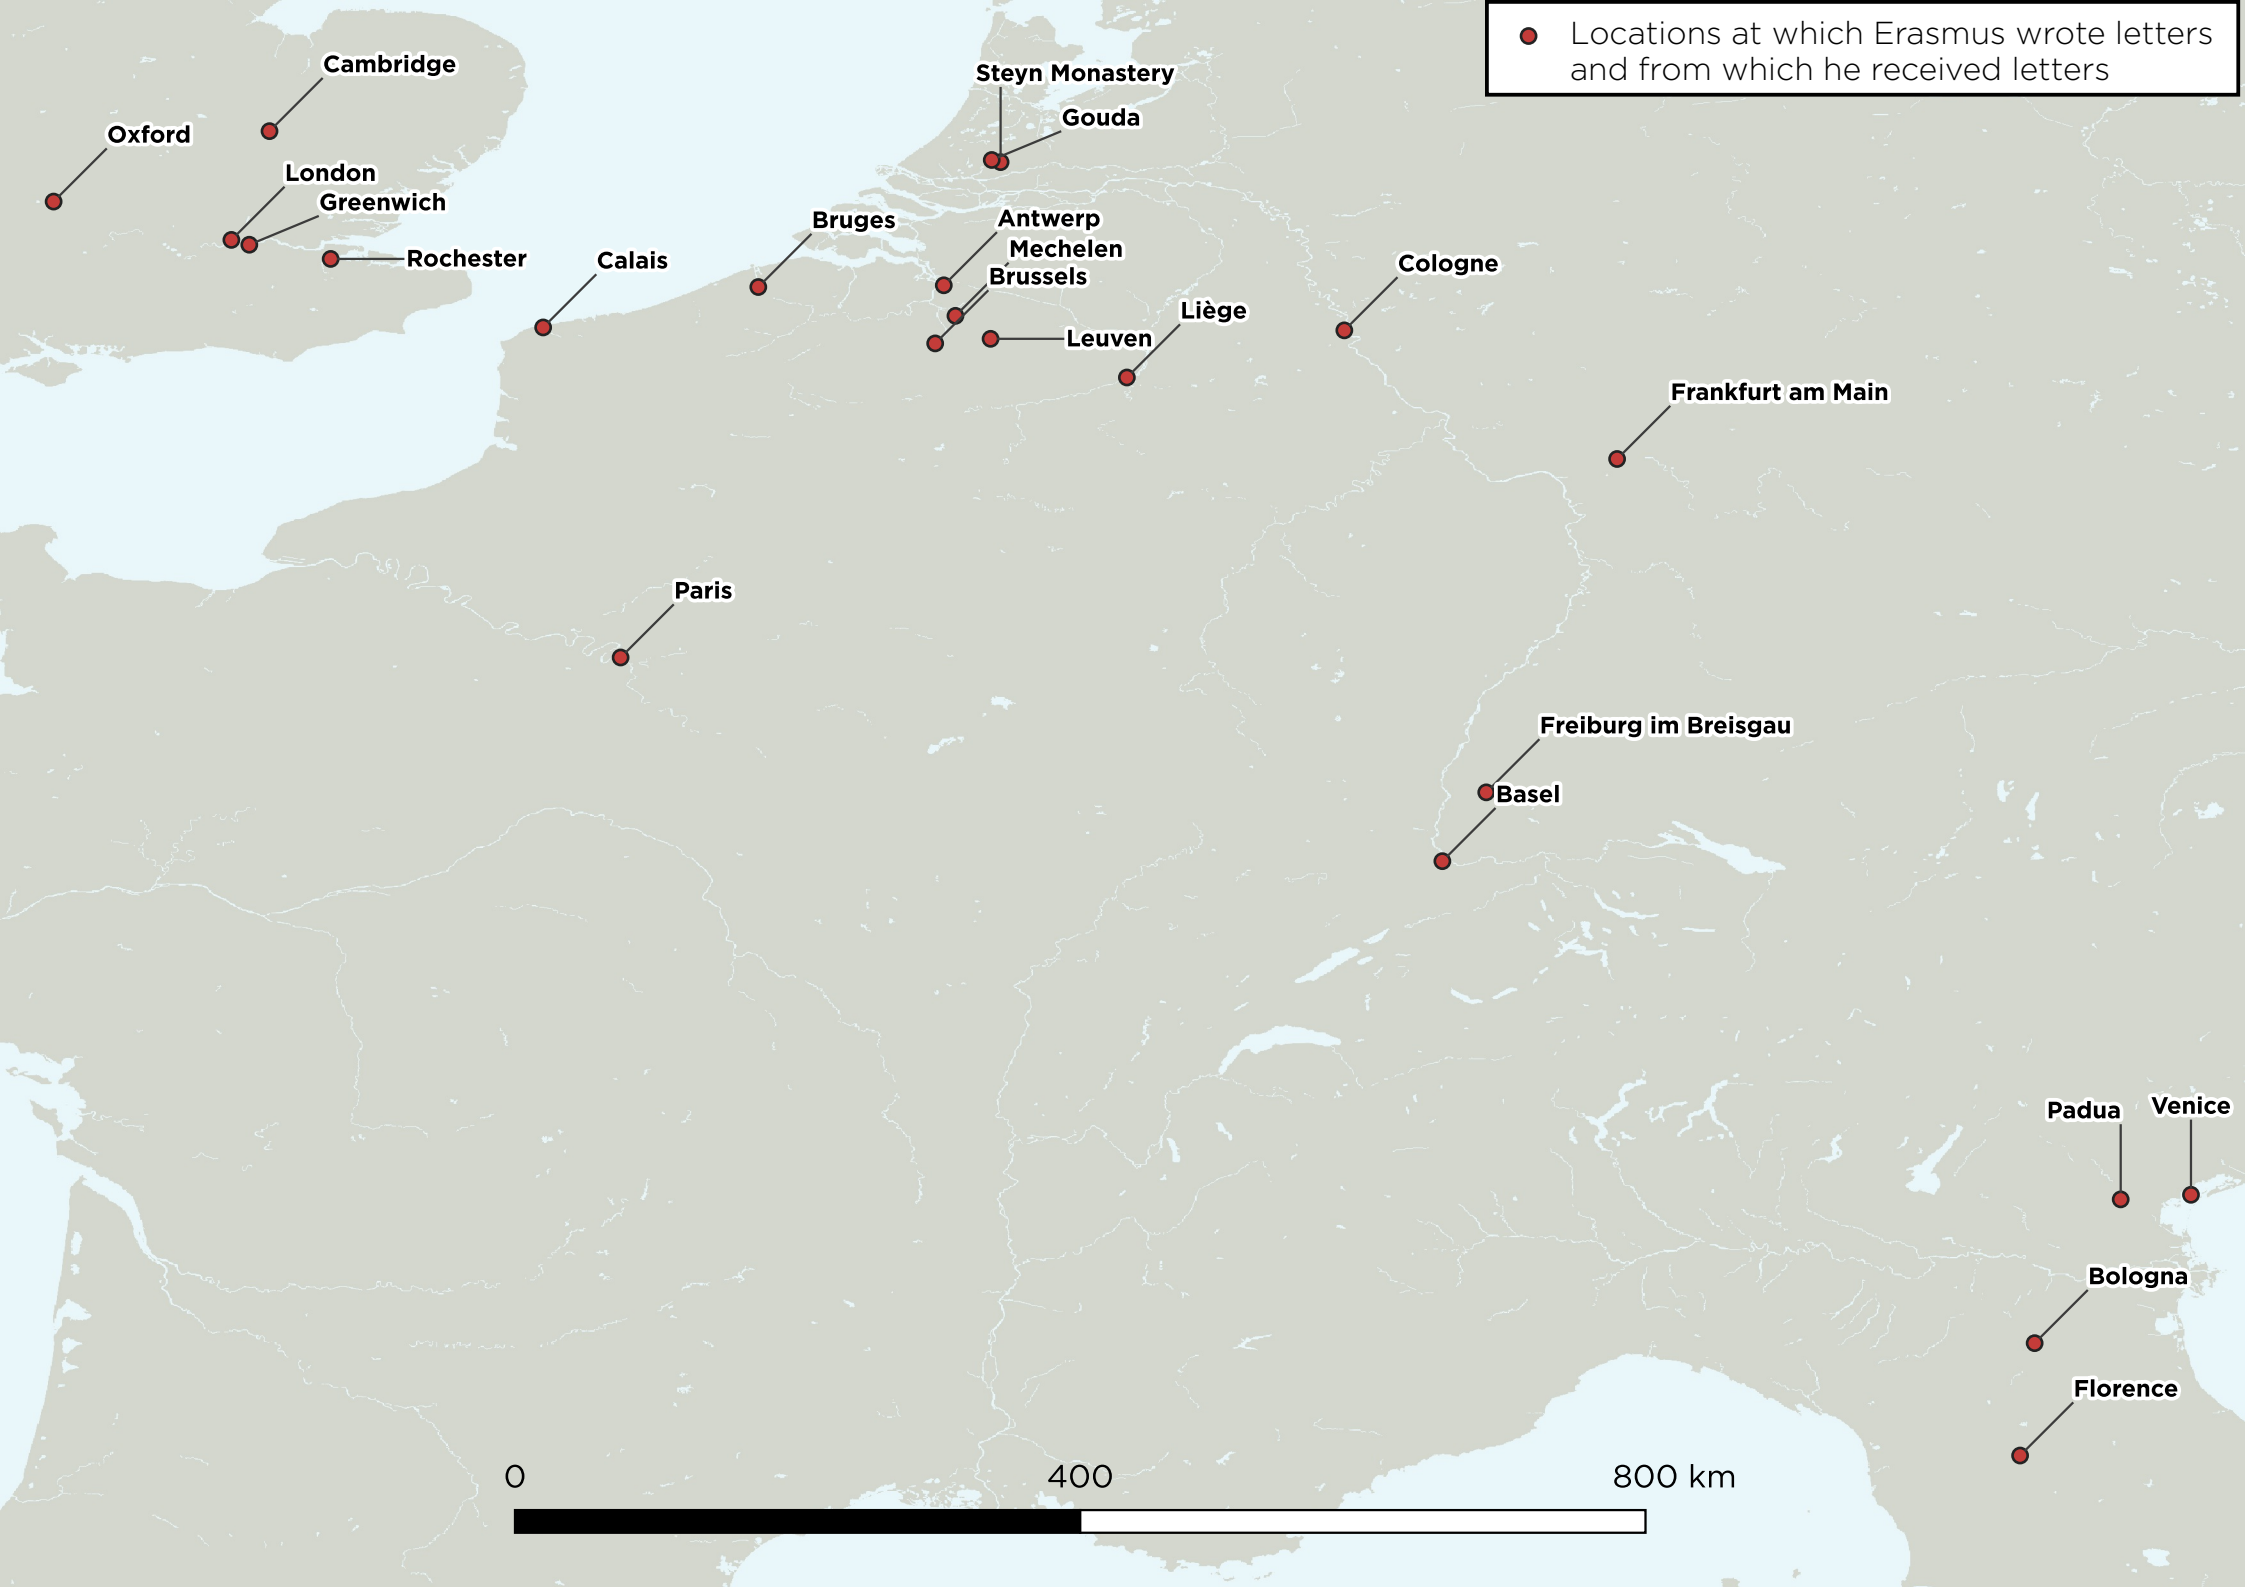 Locations at which Erasmus wrote letters
and from which he received letters
Cambridge
Steyn Monastery
Gouda
Oxford
London
Greenwich
Rochester
Calais
Bruges
Antwerp
Mechelen
Brussels
Leuven
Liège
Cologne
Frankfurt am Main
Paris
Freiburg im Breisgau
Basel
Padua
Venice
Bologna
Florence
0 400 800 km